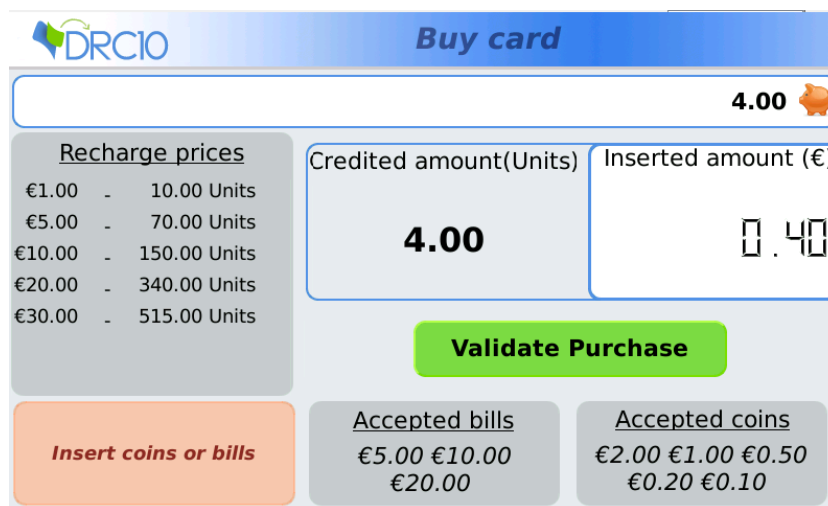 DRC10
Buy card
4.00
Recharge prices
€1.00 - 10.00 Units
€5.00 - 70.00 Units
€10.00 - 150.00 Units
€20.00 - 340.00 Units
€30.00 - 515.00 Units
Credited amount(Units)
4.00
Inserted amount (€)
0.40
Validate Purchase
Insert coins or bills
Accepted bills
€5.00 €10.00
€20.00
Accepted coins
€2.00 €1.00 €0.50
€0.20 €0.10